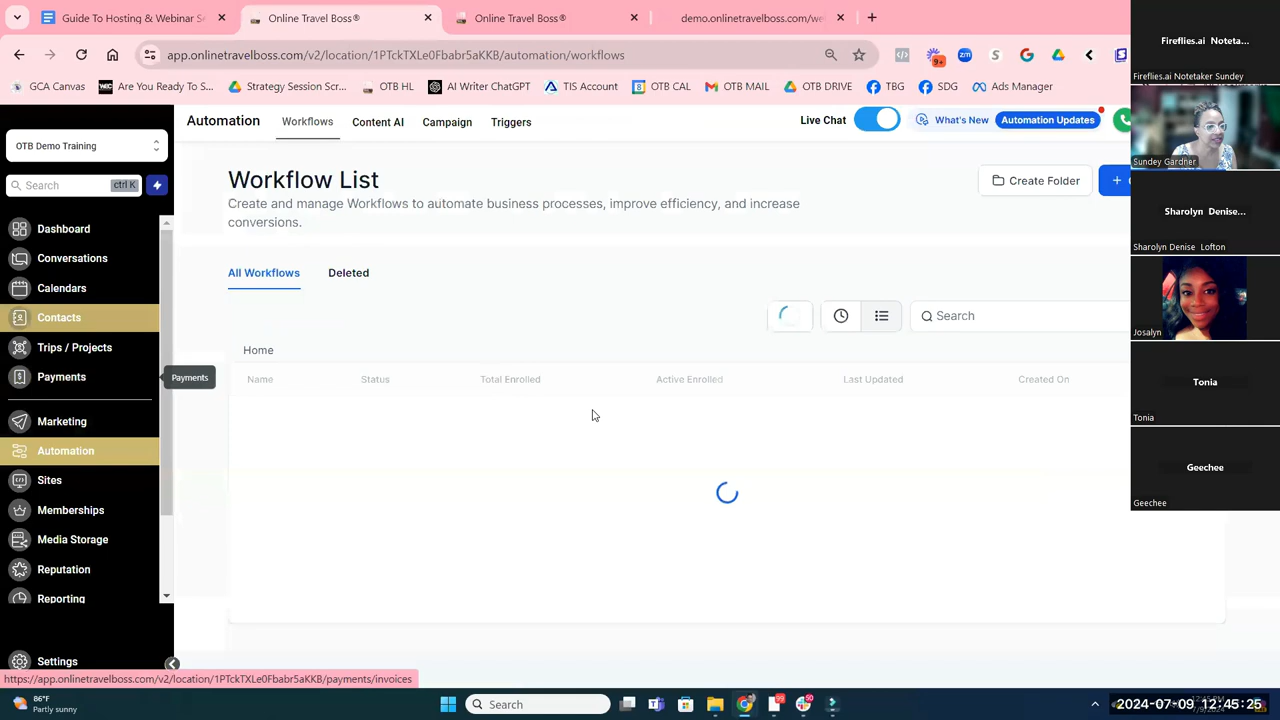 Guide To Hosting & Webinar S
Online Travel Boss®
Online Travel Boss®
demo.onlinetravelboss.com/we
app.onlinetravelboss.com/v2/location/1PTckTXLe0Fbabr5aKKB/automation/workflows
9+
zm
GCA Canvas
Are You Ready To S...
Strategy Session Scr...
OTB HL
AI Writer ChatGPT
TIS Account
OTB CAL
OTB MAIL
OTB DRIVE
TBG
SDG
Ads Manager
Automation
Workflows
Content AI
Campaign
Triggers
Live Chat
What's New
Automation Updates
OTB Demo Training
Search
ctrl K
Dashboard
Conversations
Calendars
Contacts
Trips / Projects
Payments
Payments
Marketing
Automation
Sites
Memberships
Media Storage
Reputation
Reporting
Settings
Workflow List
Create and manage Workflows to automate business processes, improve efficiency, and increase
conversions.
Create Folder
All Workflows
Deleted
Search
Home
Name
Status
Total Enrolled
Active Enrolled
Last Updated
Created On
Fireflies.ai Noteta...
Fireflies.ai Notetaker Sundey
Sundey Gardner
Sharolyn Denise...
Sharolyn Denise Lofton
Josalyn
Tonia
Tonia
Geechee
Geechee
https://app.onlinetravelboss.com/v2/location/1PTckTXLe0Fbabr5aKKB/payments/invoices
86°F
Partly sunny
Search
2024-07-09 12:45:25